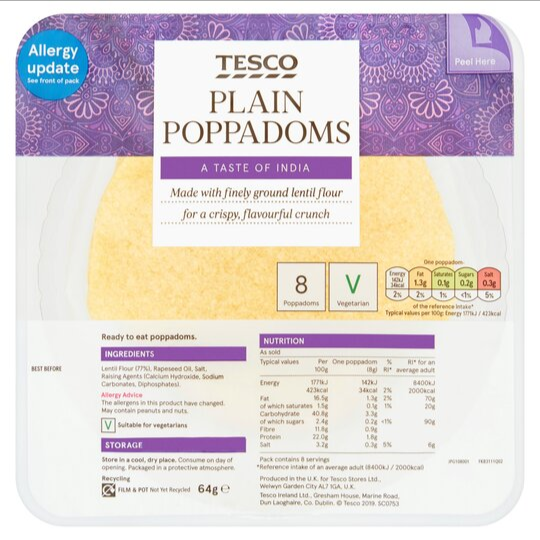 Allergy
update
See front of pack
Peel Here
TESCO
PLAIN
POPPADOMS
A TASTE OF INDIA
Made with finely ground lentil flour
for a crispy, flavourful crunch
8
Poppadoms
V
Vegetarian
One poppadom:
Energy Fat Saturates Sugars Salt
142kJ 34kcal 1.3g 0.1g 0.2g 0.3g
2% 2% 1% <1% 5%
of the reference intake*
Typical values per 100g: Energy 1771kJ / 423kcal
BEST BEFORE
Ready to eat poppadoms.
INGREDIENTS
Lentil Flour (77%), Rapeseed Oil, Salt,
Raising Agents (Calcium Hydroxide, Sodium
Carbonates, Diphosphates).
Allergy Advice
The allergens in this product have changed.
May contain peanuts and nuts.
V Suitable for vegetarians
STORAGE
Store in a cool, dry place. Consume on day of
opening. Packaged in a protective atmosphere.
Recycling
FILM & POT Not Yet Recycled 64g e
NUTRITION
As sold
Typical values Per One poppadom % RI* for an
100g (8g) RI* average adult
Energy 1771kJ 142kJ 8400kJ
423kcal 34kcal 2% 2000kcal
Fat 16.5g 1.3g 2% 70g
of which saturates 1.5g 0.1g 1% 20g
Carbohydrate 40.8g 3.3g
of which sugars 2.4g 0.2g <1% 90g
Fibre 11.8g 0.9g
Protein 22.0g 1.8g
Salt 3.2g 0.3g 5% 6g
Pack contains 8 servings
*Reference intake of an average adult (8400kJ / 2000kcal)
Produced in the U.K. for Tesco Stores Ltd.,
Welwyn Garden City AL7 1GA, U.K.
Tesco Ireland Ltd., Gresham House, Marine Road,
Dun Laoghaire, Co. Dublin. © Tesco 2019. SC0753